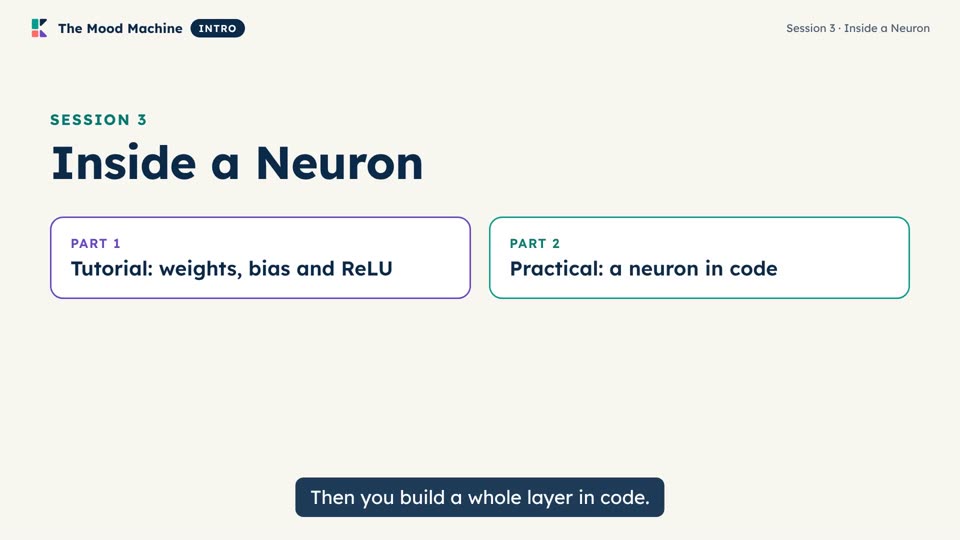 The Mood Machine INTRO
Session 3 · Inside a Neuron
SESSION 3
Inside a Neuron
PART 1
Tutorial: weights, bias and ReLU
PART 2
Practical: a neuron in code
Then you build a whole layer in code.